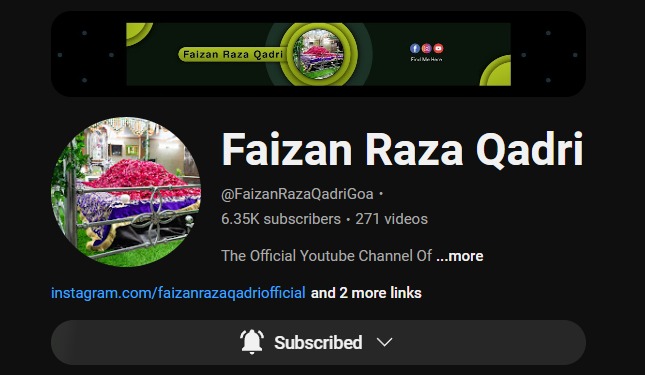 Faizan Raza Qadri
Find Me Here
Faizan Raza Qadri
@FaizanRazaQadriGoa •
6.35K subscribers • 271 videos
The Official Youtube Channel Of ...more
instagram.com/faizanrazaqadriofficial and 2 more links
Subscribed